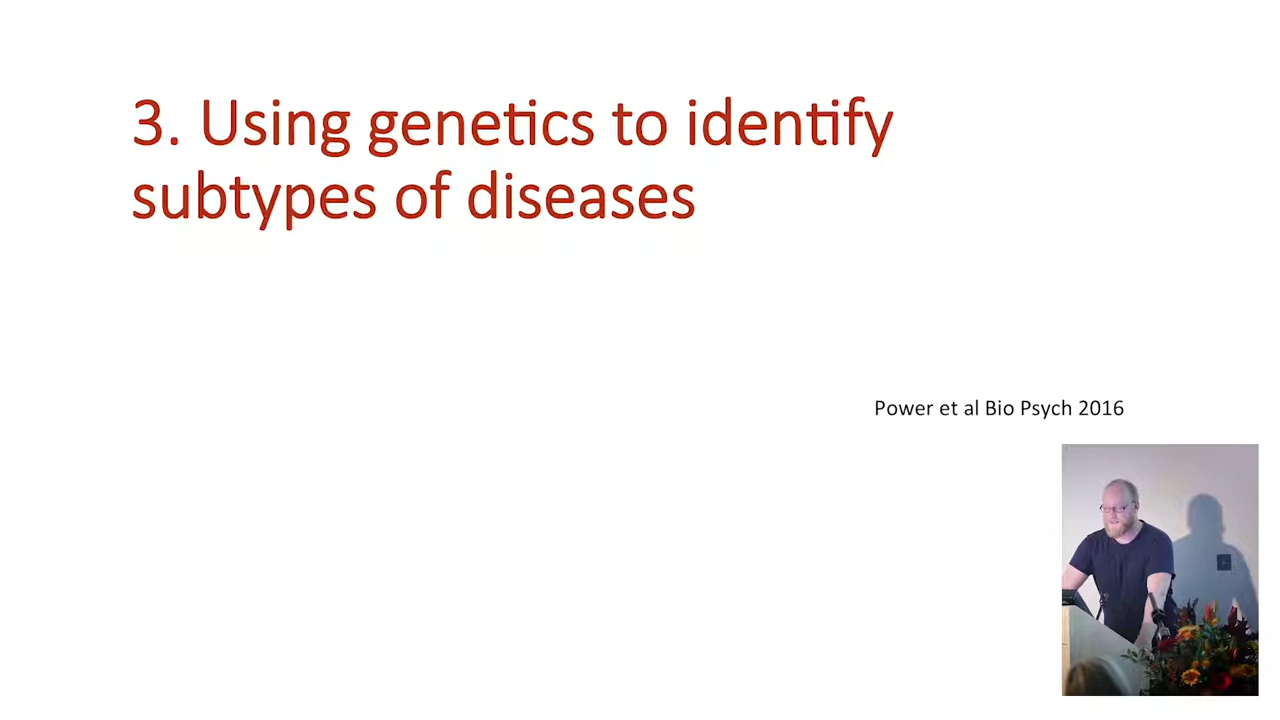 3. Using genetics to identify
subtypes of diseases
Power et al Bio Psych 2016